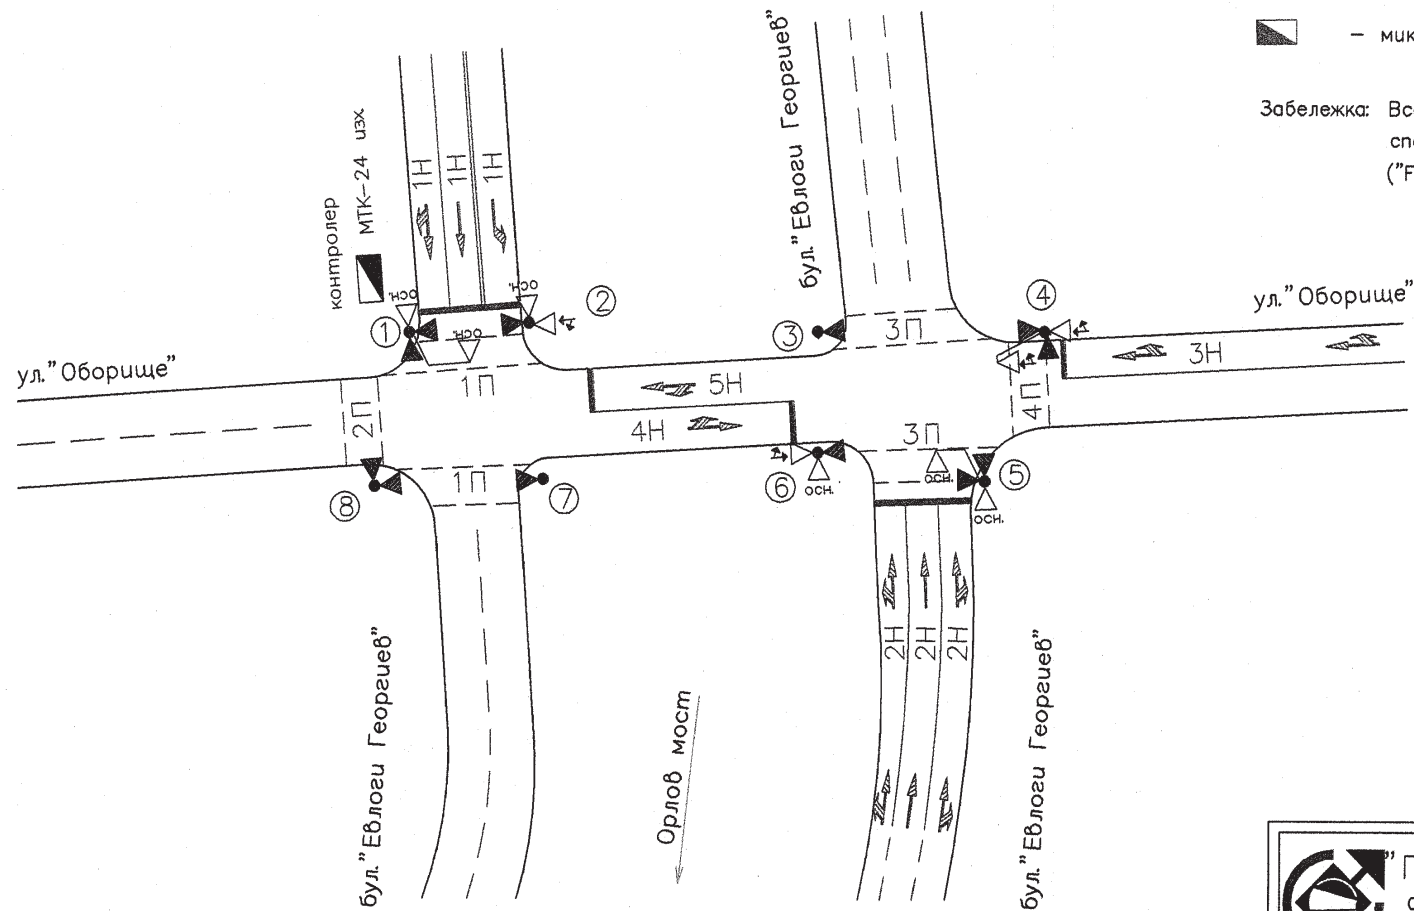 – мик
Забележка: Вс
сп
("F
контролер
МТК–24 изх.
1Н
1Н
1Н
бул."Евлоги Георгиев"
осн.
осн.
осн.
1
2
3
4
ул."Оборище"
ул."Оборище"
3П
3Н
1П
5Н
2П
4Н
3П
4П
1П
осн.
осн.
осн.
5
6
7
8
2Н
2Н
2Н
бул."Евлоги Георгиев"
Орлов мост
бул."Евлоги Георгиев"
" П